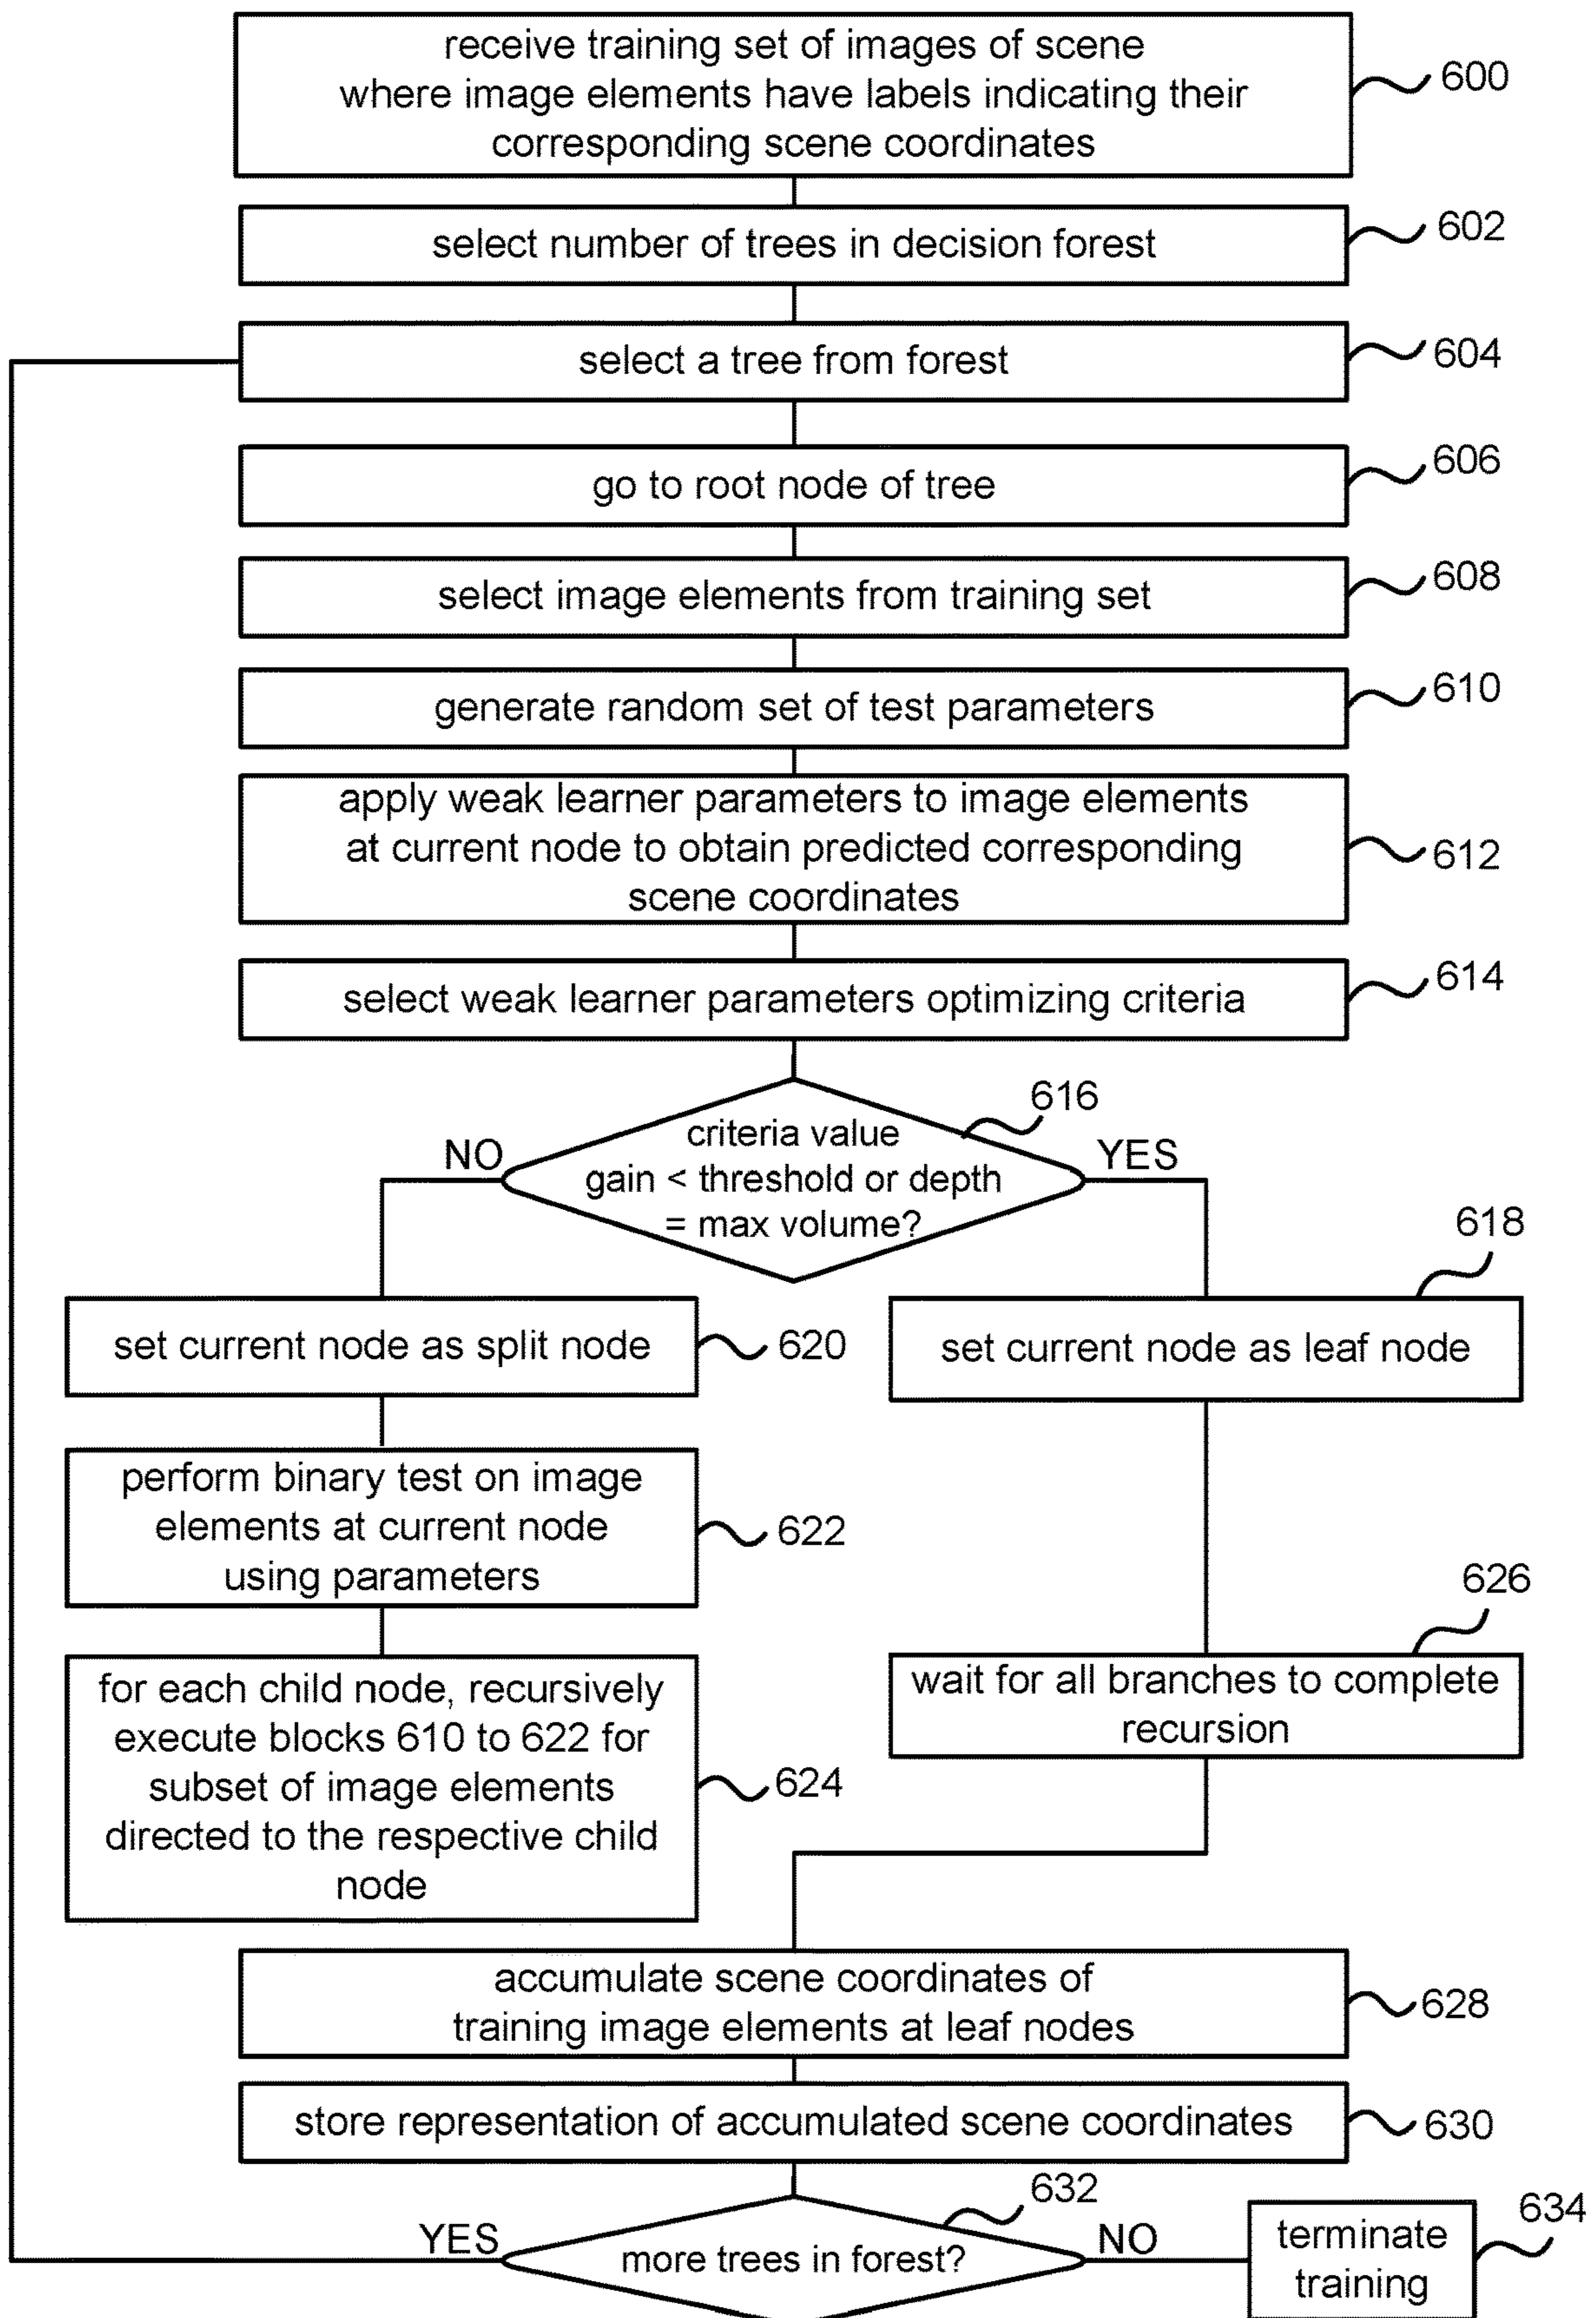 receive training set of images of scene
where image elements have labels indicating their
corresponding scene coordinates
600
select number of trees in decision forest
602
select a tree from forest
604
go to root node of tree
606
select image elements from training set
608
generate random set of test parameters
610
apply weak learner parameters to image elements
at current node to obtain predicted corresponding
scene coordinates
612
select weak learner parameters optimizing criteria
614
616
criteria value
gain < threshold or depth
= max volume?
NO
YES
618
set current node as split node
620
set current node as leaf node
perform binary test on image
elements at current node
using parameters
622
626
for each child node, recursively
execute blocks 610 to 622 for
subset of image elements
directed to the respective child
node
624
wait for all branches to complete
recursion
accumulate scene coordinates of
training image elements at leaf nodes
628
store representation of accumulated scene coordinates
630
632
YES
more trees in forest?
NO
terminate
training
634